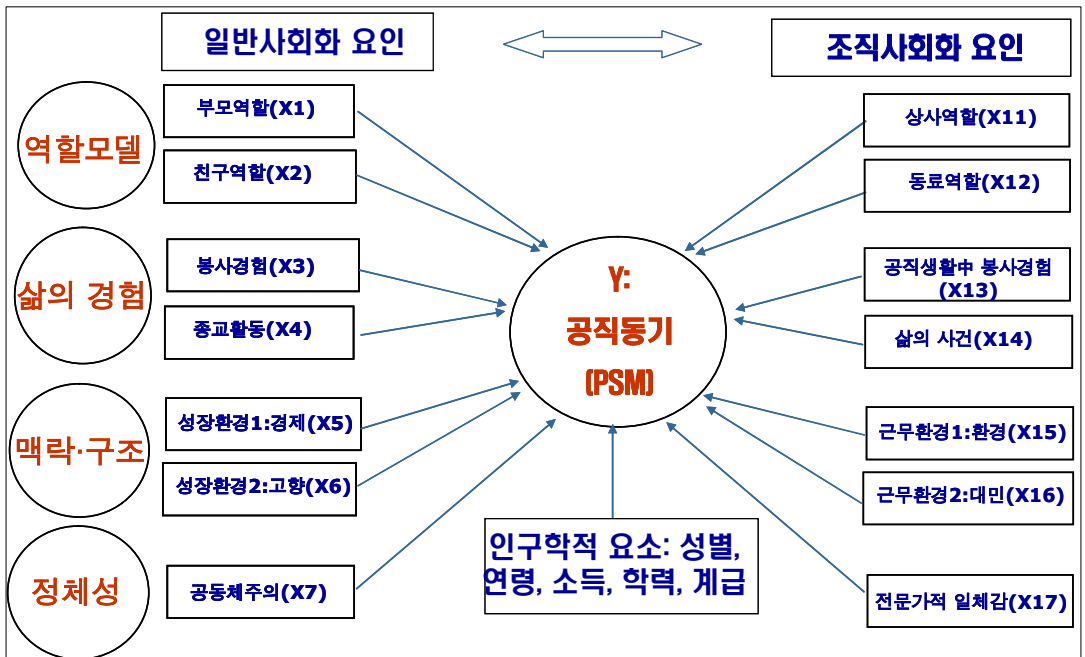 일반사회화 요인
조직사회화 요인
역할모델
부모역할(X1)
친구역할(X2)
상사역할(X11)
동료역할(X12)
삶의 경험
봉사경험(X3)
종교활동(X4)
Y:
공직동기
(PSM)
공직생활中 봉사경험
(X13)
삶의 사건(X14)
맥락·구조
성장환경1:경제(X5)
성장환경2:고향(X6)
근무환경1:환경(X15)
근무환경2:대민(X16)
정체성
공동체주의(X7)
인구학적 요소: 성별,
연령, 소득, 학력, 계급
전문가적 일체감(X17)